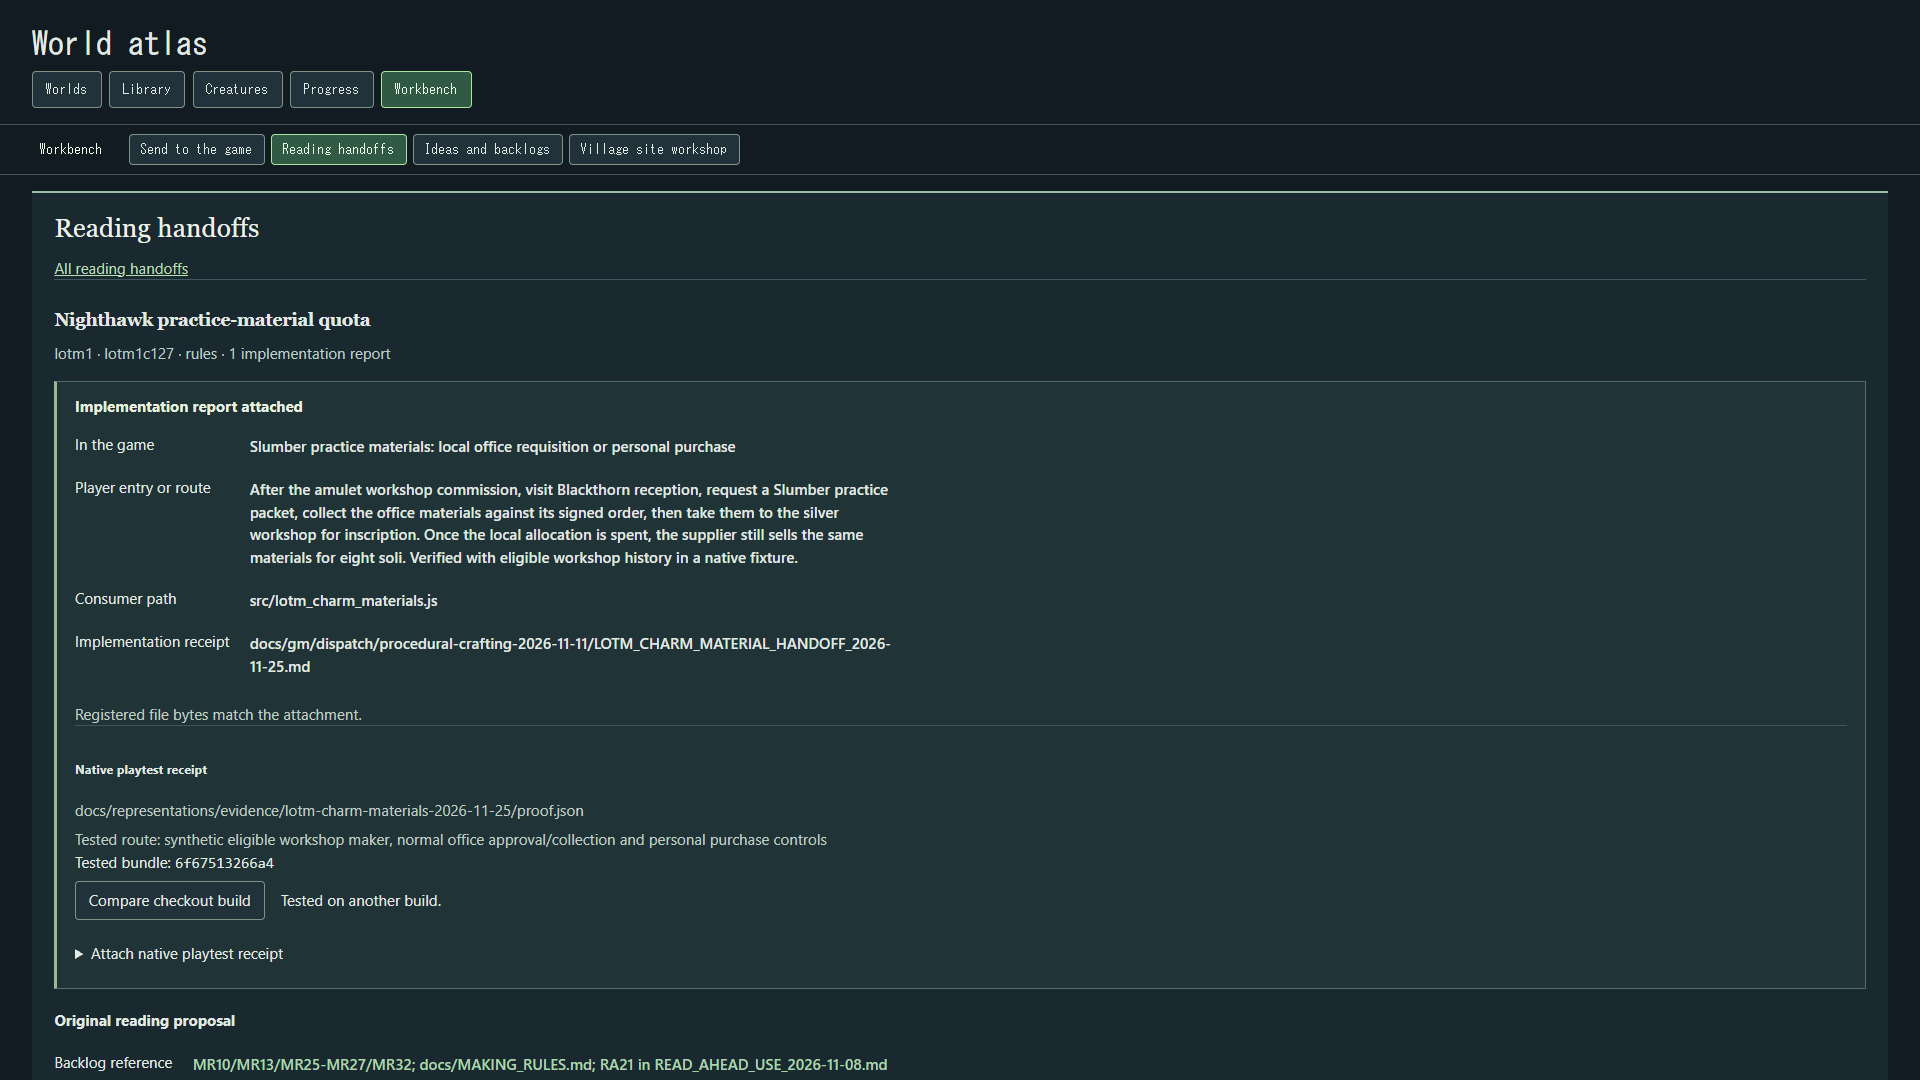 World atlas
Worlds
Library
Creatures
Progress
Workbench
Workbench
Send to the game
Reading handoffs
Ideas and backlogs
Village site workshop
Reading handoffs
All reading handoffs
Nighthawk practice-material quota
lotm1 · lotm1c127 · rules · 1 implementation report
Implementation report attached
In the game
Slumber practice materials: local office requisition or personal purchase
Player entry or route
After the amulet workshop commission, visit Blackthorn reception, request a Slumber practice
packet, collect the office materials against its signed order, then take them to the silver
workshop for inscription. Once the local allocation is spent, the supplier still sells the same
materials for eight soli. Verified with eligible workshop history in a native fixture.
Consumer path
src/lotm_charm_materials.js
Implementation receipt
docs/gm/dispatch/procedural-crafting-2026-11-11/LOTM_CHARM_MATERIAL_HANDOFF_2026-
11-25.md
Registered file bytes match the attachment.
Native playtest receipt
docs/representations/evidence/lotm-charm-materials-2026-11-25/proof.json
Tested route: synthetic eligible workshop maker, normal office approval/collection and personal purchase controls
Tested bundle: 6f67513266a4
Compare checkout build
Tested on another build.
Attach native playtest receipt
Original reading proposal
Backlog reference
MR10/MR13/MR25-MR27/MR32; docs/MAKING_RULES.md; RA21 in READ_AHEAD_USE_2026-11-08.md